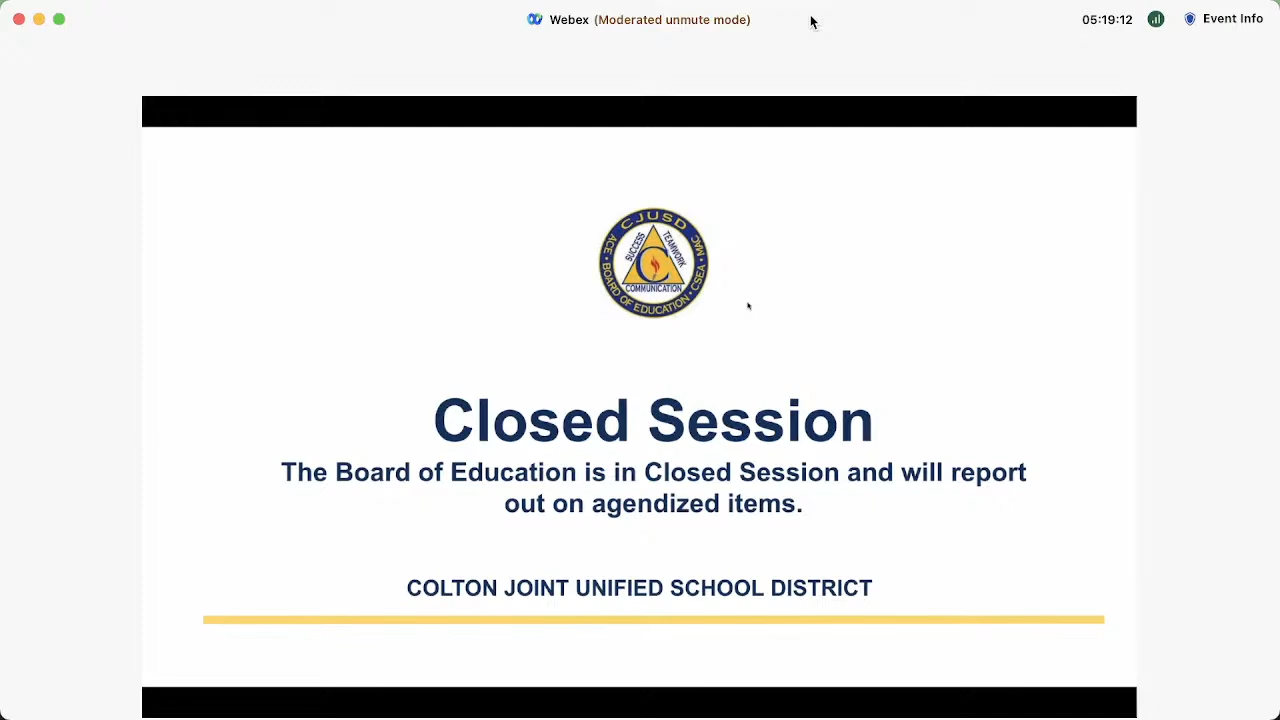 Webex (Moderated unmute mode)
05:19:12
Event Info
CJUSD
ACE • BOARD OF EDUCATION • CSEA • MAC
SUCCESS
TEAMWORK
C
COMMUNICATION
Closed Session
The Board of Education is in Closed Session and will report
out on agendized items.
COLTON JOINT UNIFIED SCHOOL DISTRICT